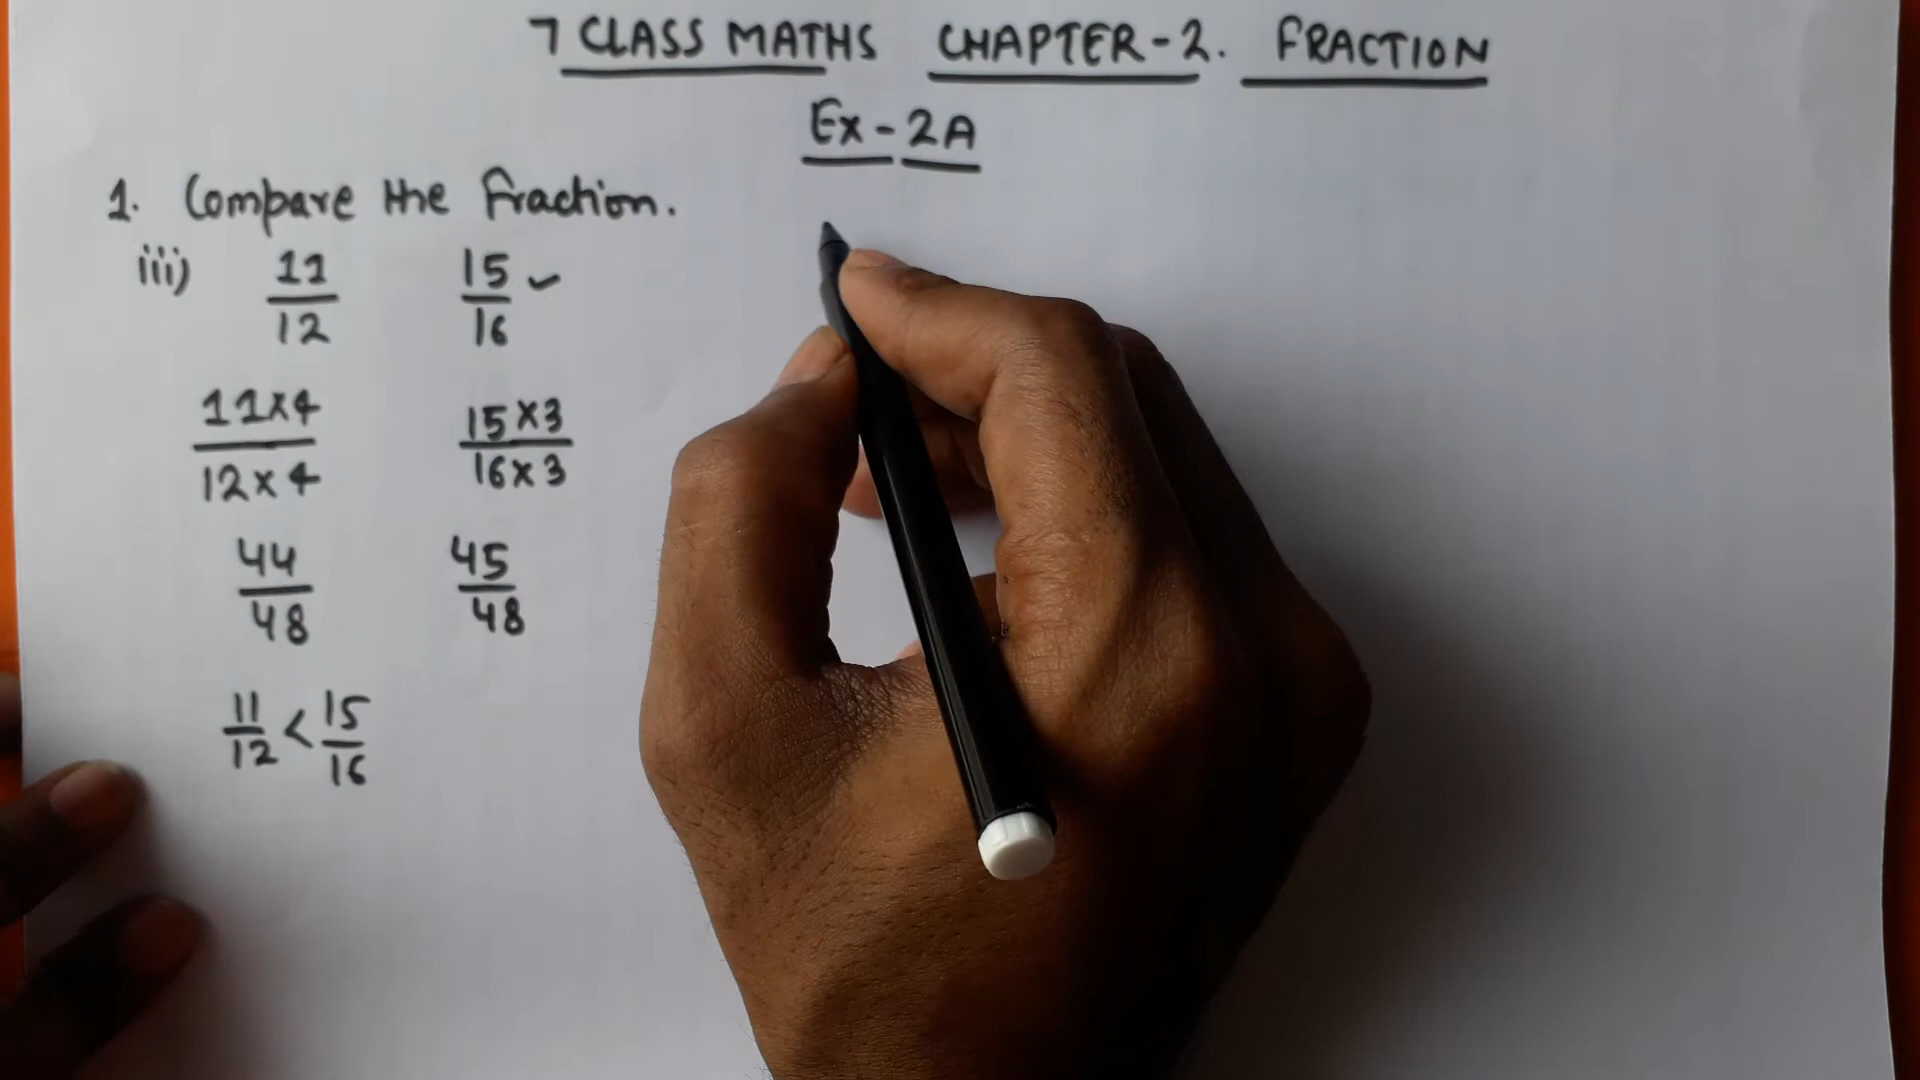 7 CLASS MATHS CHAPTER-2. FRACTION
Ex-2A
1. Compare the fraction.
iii) 11/12 15/16 ✓
11×4/12×4 15×3/16×3
44/48 45/48
11/12 < 15/16